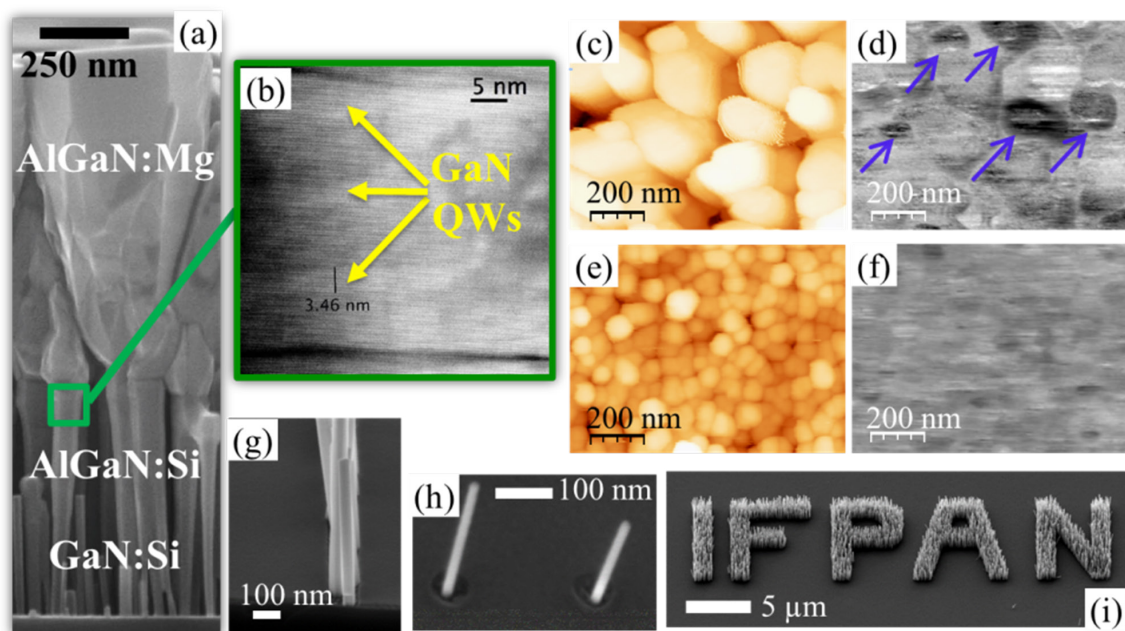 (a)
250 nm
AlGaN:Mg
AlGaN:Si
GaN:Si
(b)
5 nm
GaN
QWs
3.46 nm
(c)
200 nm
(d)
200 nm
(e)
200 nm
(f)
200 nm
(g)
100 nm
(h)
100 nm
IFPAN
5 µm
(i)